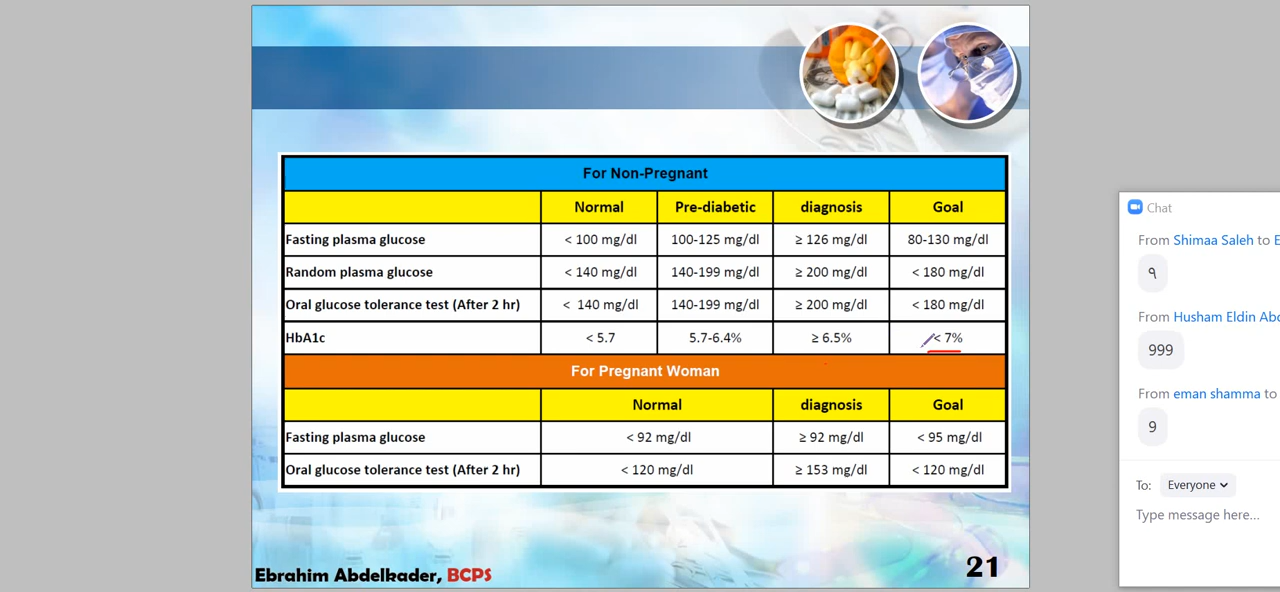 For Non-Pregnant
Normal Pre-diabetic diagnosis Goal
Fasting plasma glucose < 100 mg/dl 100-125 mg/dl ≥ 126 mg/dl 80-130 mg/dl
Random plasma glucose < 140 mg/dl 140-199 mg/dl ≥ 200 mg/dl < 180 mg/dl
Oral glucose tolerance test (After 2 hr) < 140 mg/dl 140-199 mg/dl ≥ 200 mg/dl < 180 mg/dl
HbA1c < 5.7 5.7-6.4% ≥ 6.5% < 7%
For Pregnant Woman
Normal diagnosis Goal
Fasting plasma glucose < 92 mg/dl ≥ 92 mg/dl < 95 mg/dl
Oral glucose tolerance test (After 2 hr) < 120 mg/dl ≥ 153 mg/dl < 120 mg/dl
Ebrahim Abdelkader, BCPS
21
Chat
From Shimaa Saleh to
٩
From Husham Eldin
999
From eman shamma to
9
To: Everyone
Type message here...